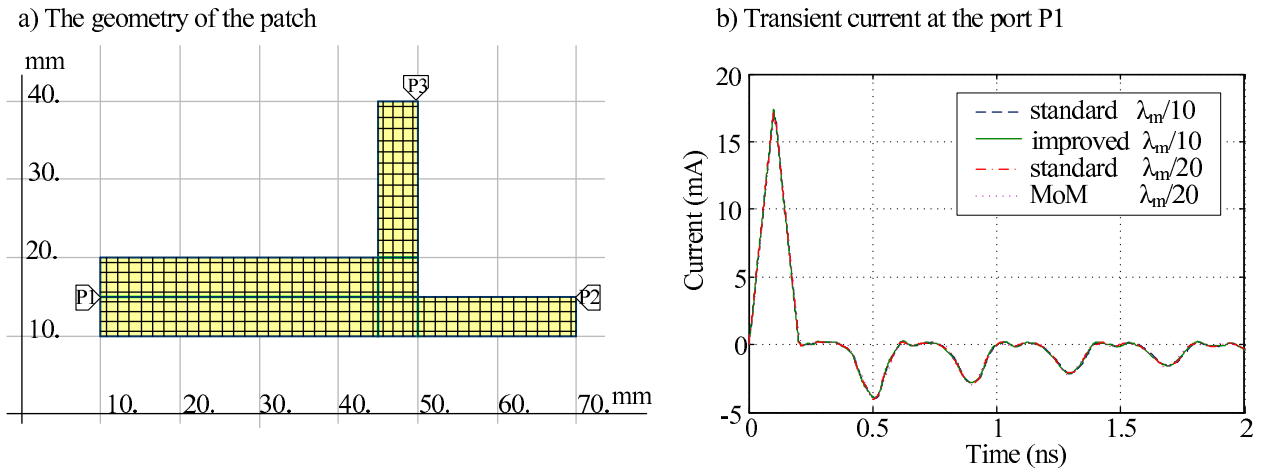 a) The geometry of the patch
mm
40.
30.
20.
10.
P3
P1
P2
10. 20. 30. 40. 50. 60. 70. mm
b) Transient current at the port P1
20
15
10
5
0
-5
Current (mA)
standard λm/10
improved λm/10
standard λm/20
MoM λm/20
0 0.5 1 1.5 2
Time (ns)